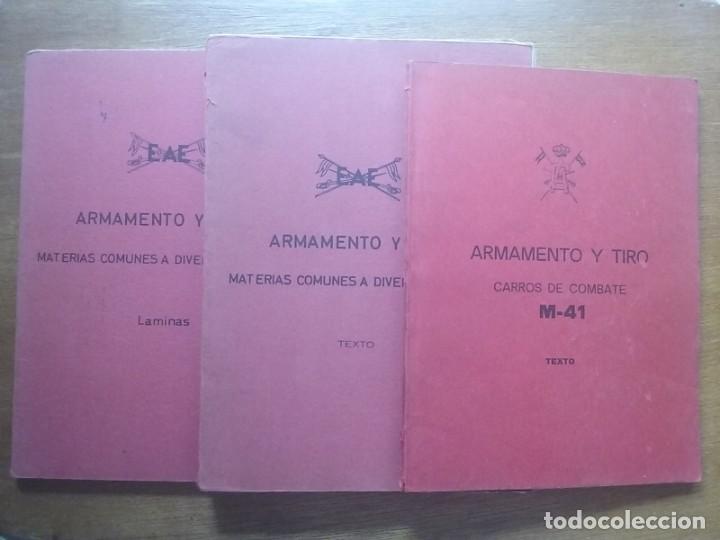 EAE
ARMAMENTO Y
MATERIAS COMUNES A DIVE
Laminas
EAE
ARMAMENTO Y
MATERIAS COMUNES A DIVE
TEXTO
ARMAMENTO Y TIRO
CARROS DE COMBATE
M-41
TEXTO
todocoleccion